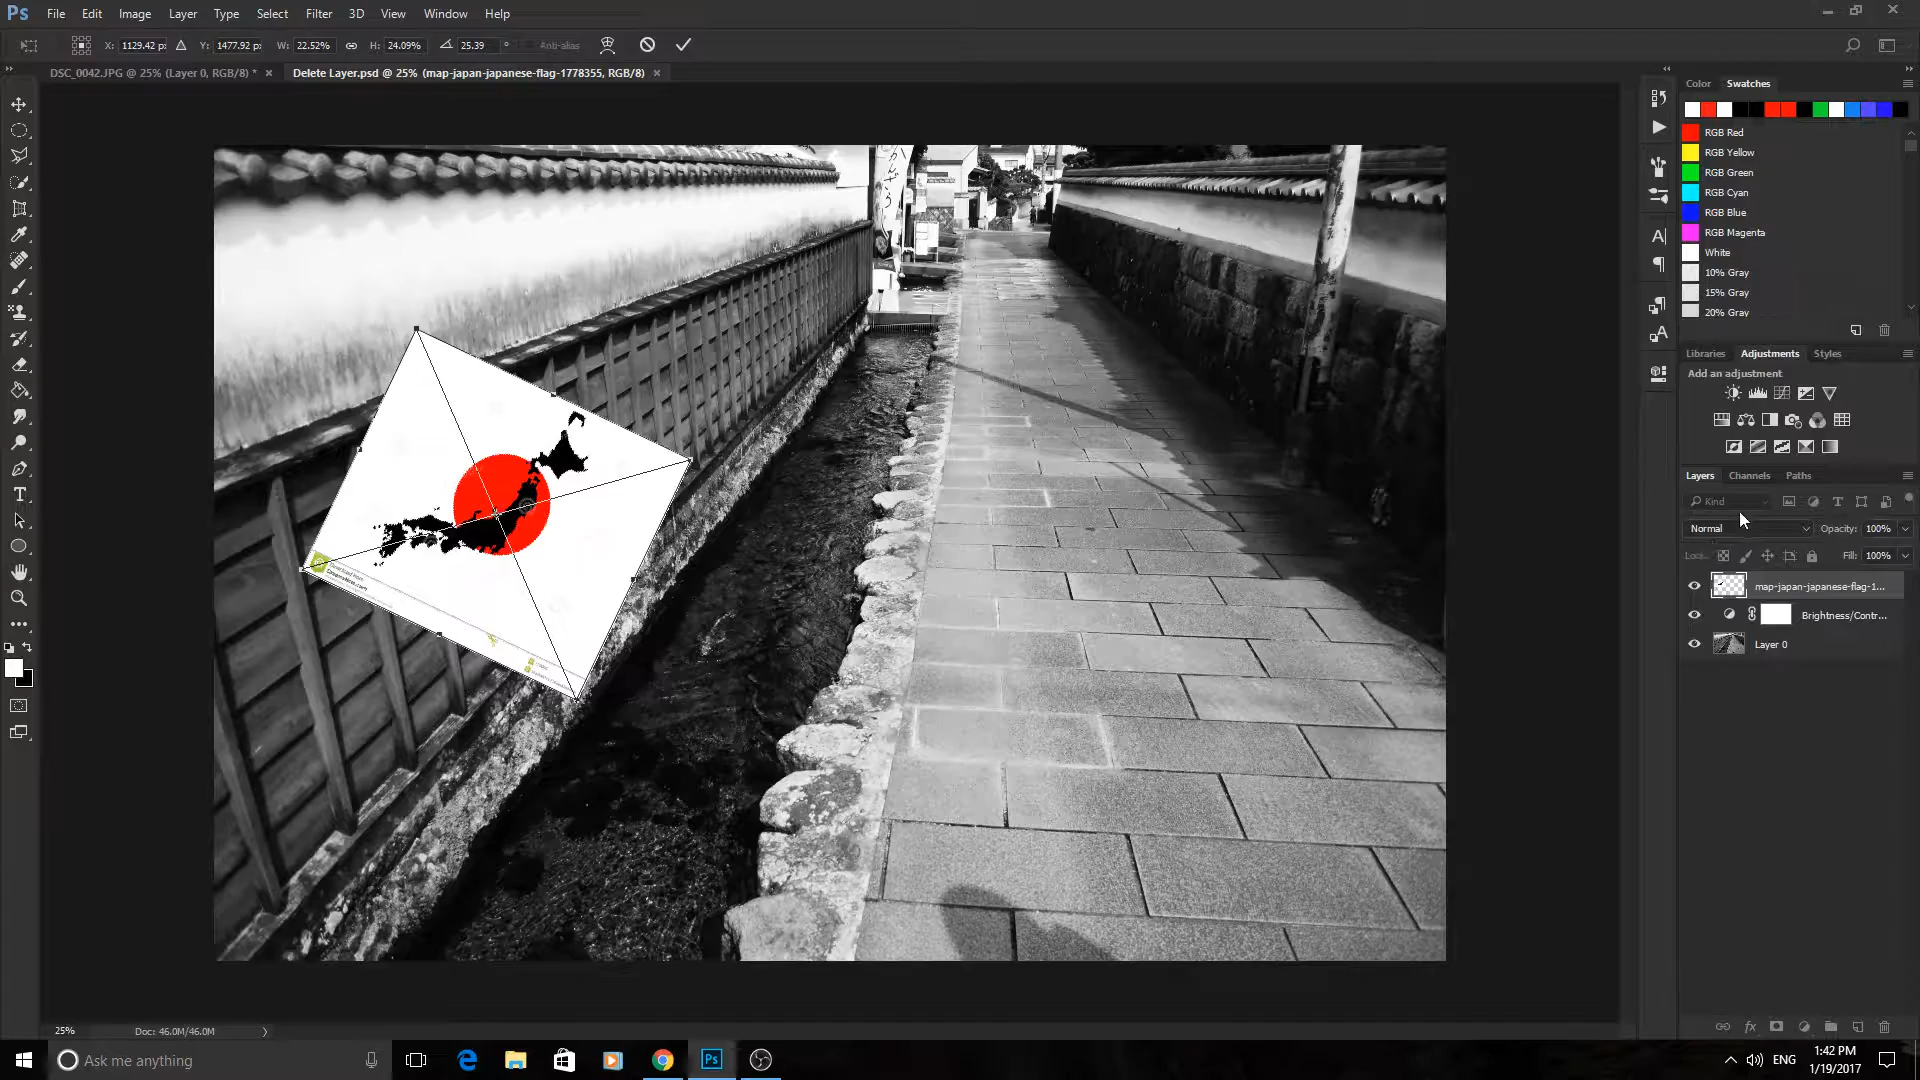 Ps File Edit Image Layer Type Select Filter 3D View Window Help
X: 1129.42 px Y: 1477.92 px W: 22.52% H: 24.09% 25.39 ° Anti-alias
DSC_0042.JPG @ 25% (Layer 0, RGB/8) * × Delete Layer.psd @ 25% (map-japan-japanese-flag-1778355, RGB/8) ×
Color Swatches
RGB Red
RGB Yellow
RGB Green
RGB Cyan
RGB Blue
RGB Magenta
White
10% Gray
15% Gray
20% Gray
Libraries Adjustments Styles
Add an adjustment
Layers Channels Paths
Kind
Normal Opacity: 100%
Lock: Fill: 100%
map-japan-japanese-flag-1...
Brightness/Contr...
Layer 0
25% Doc: 46.0M/46.0M
Ask me anything
Ps
ENG
1:42 PM
1/19/2017